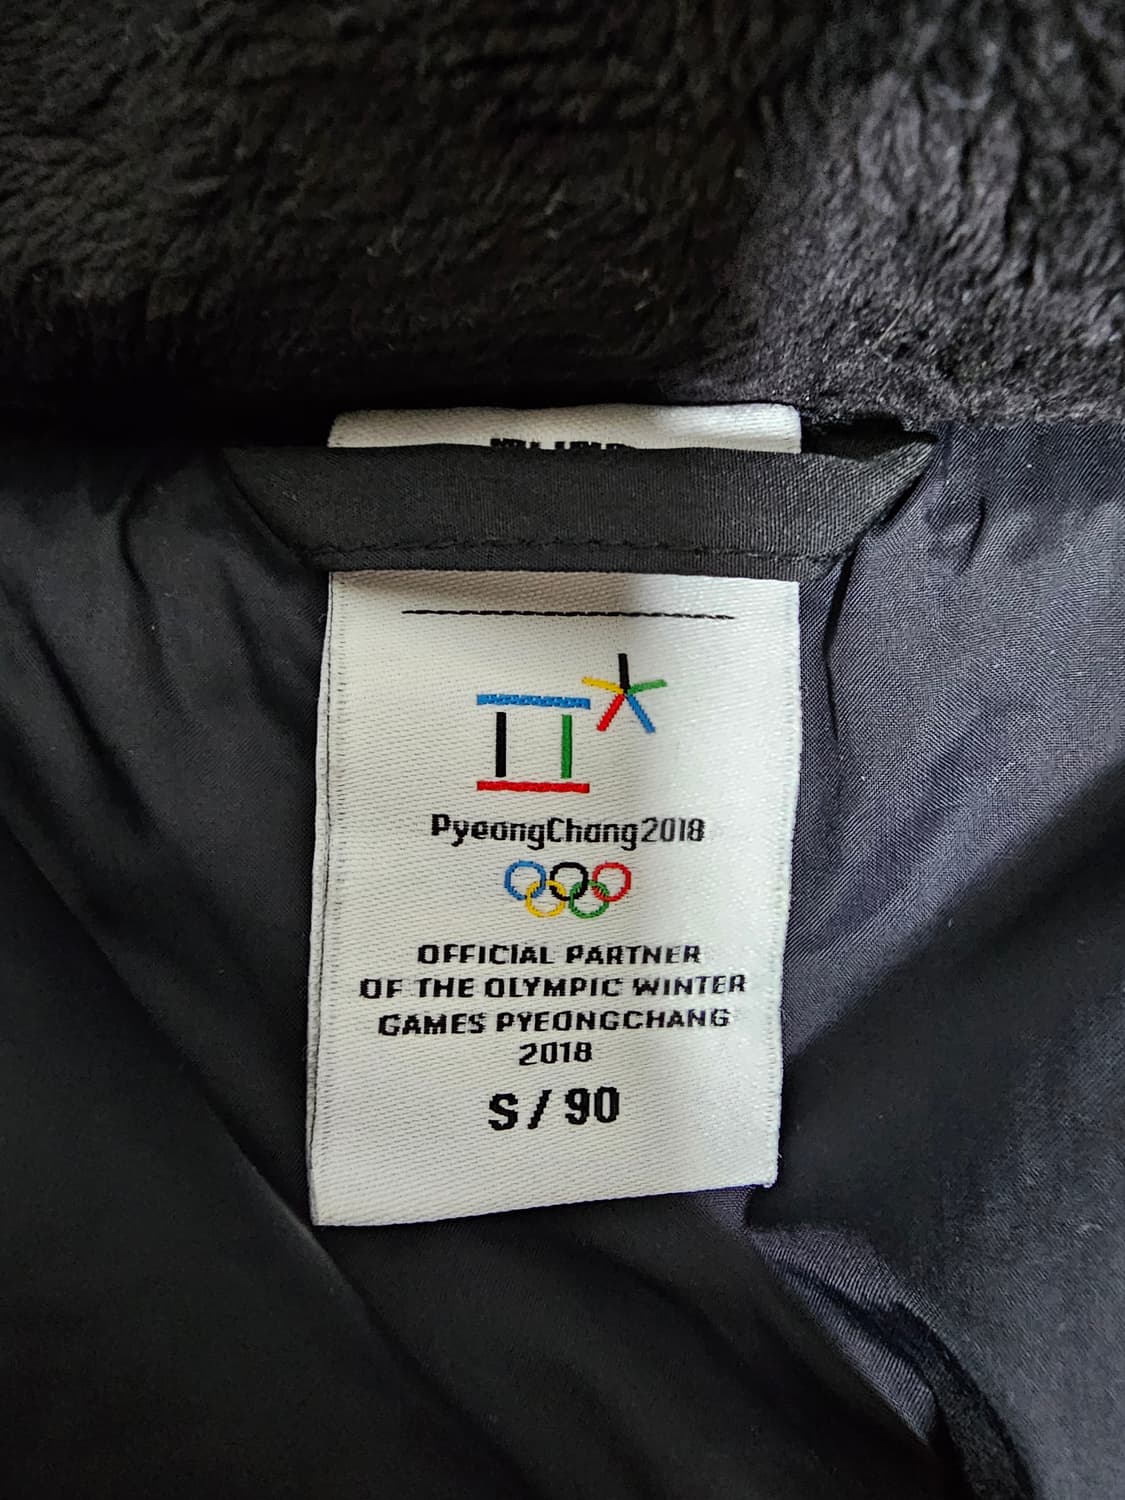 PyeongChang2018
OFFICIAL PARTNER
OF THE OLYMPIC WINTER
GAMES PYEONGCHANG
2018
S / 90